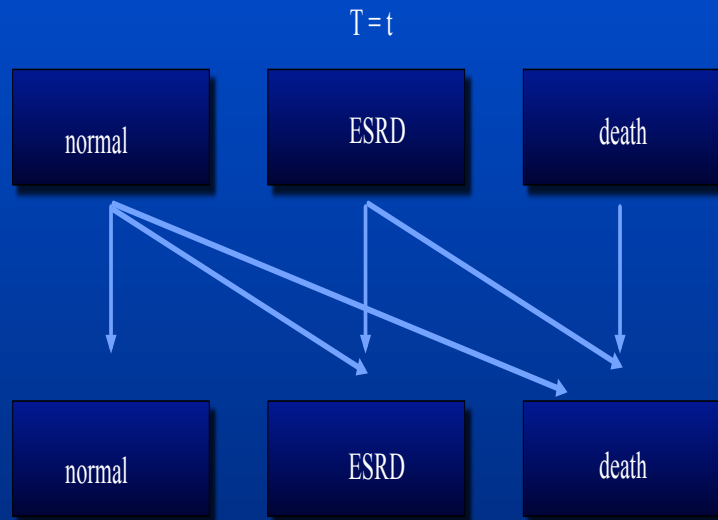 T = t
normal
ESRD
death
normal
ESRD
death